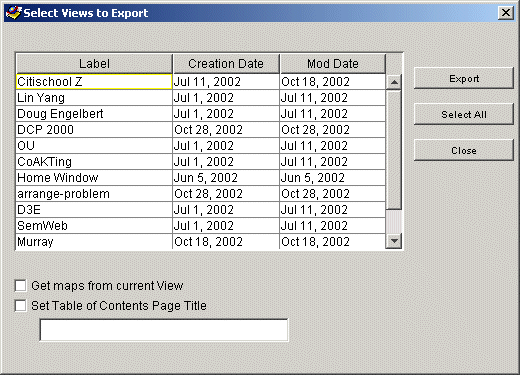 Select Views to Export
Label Creation Date Mod Date
Citischool Z Jul 11, 2002 Oct 18, 2002
Lin Yang Jul 1, 2002 Jul 11, 2002
Doug Engelbert Jul 1, 2002 Jul 11, 2002
DCP 2000 Oct 28, 2002 Oct 28, 2002
OU Jul 1, 2002 Jul 11, 2002
CoAKTing Jul 1, 2002 Jul 11, 2002
Home Window Jun 5, 2002 Jun 5, 2002
arrange-problem Oct 28, 2002 Oct 28, 2002
D3E Jul 1, 2002 Jul 11, 2002
SemWeb Jul 1, 2002 Jul 11, 2002
Murray Oct 18, 2002 Oct 18, 2002
Export
Select All
Close
Get maps from current View
Set Table of Contents Page Title